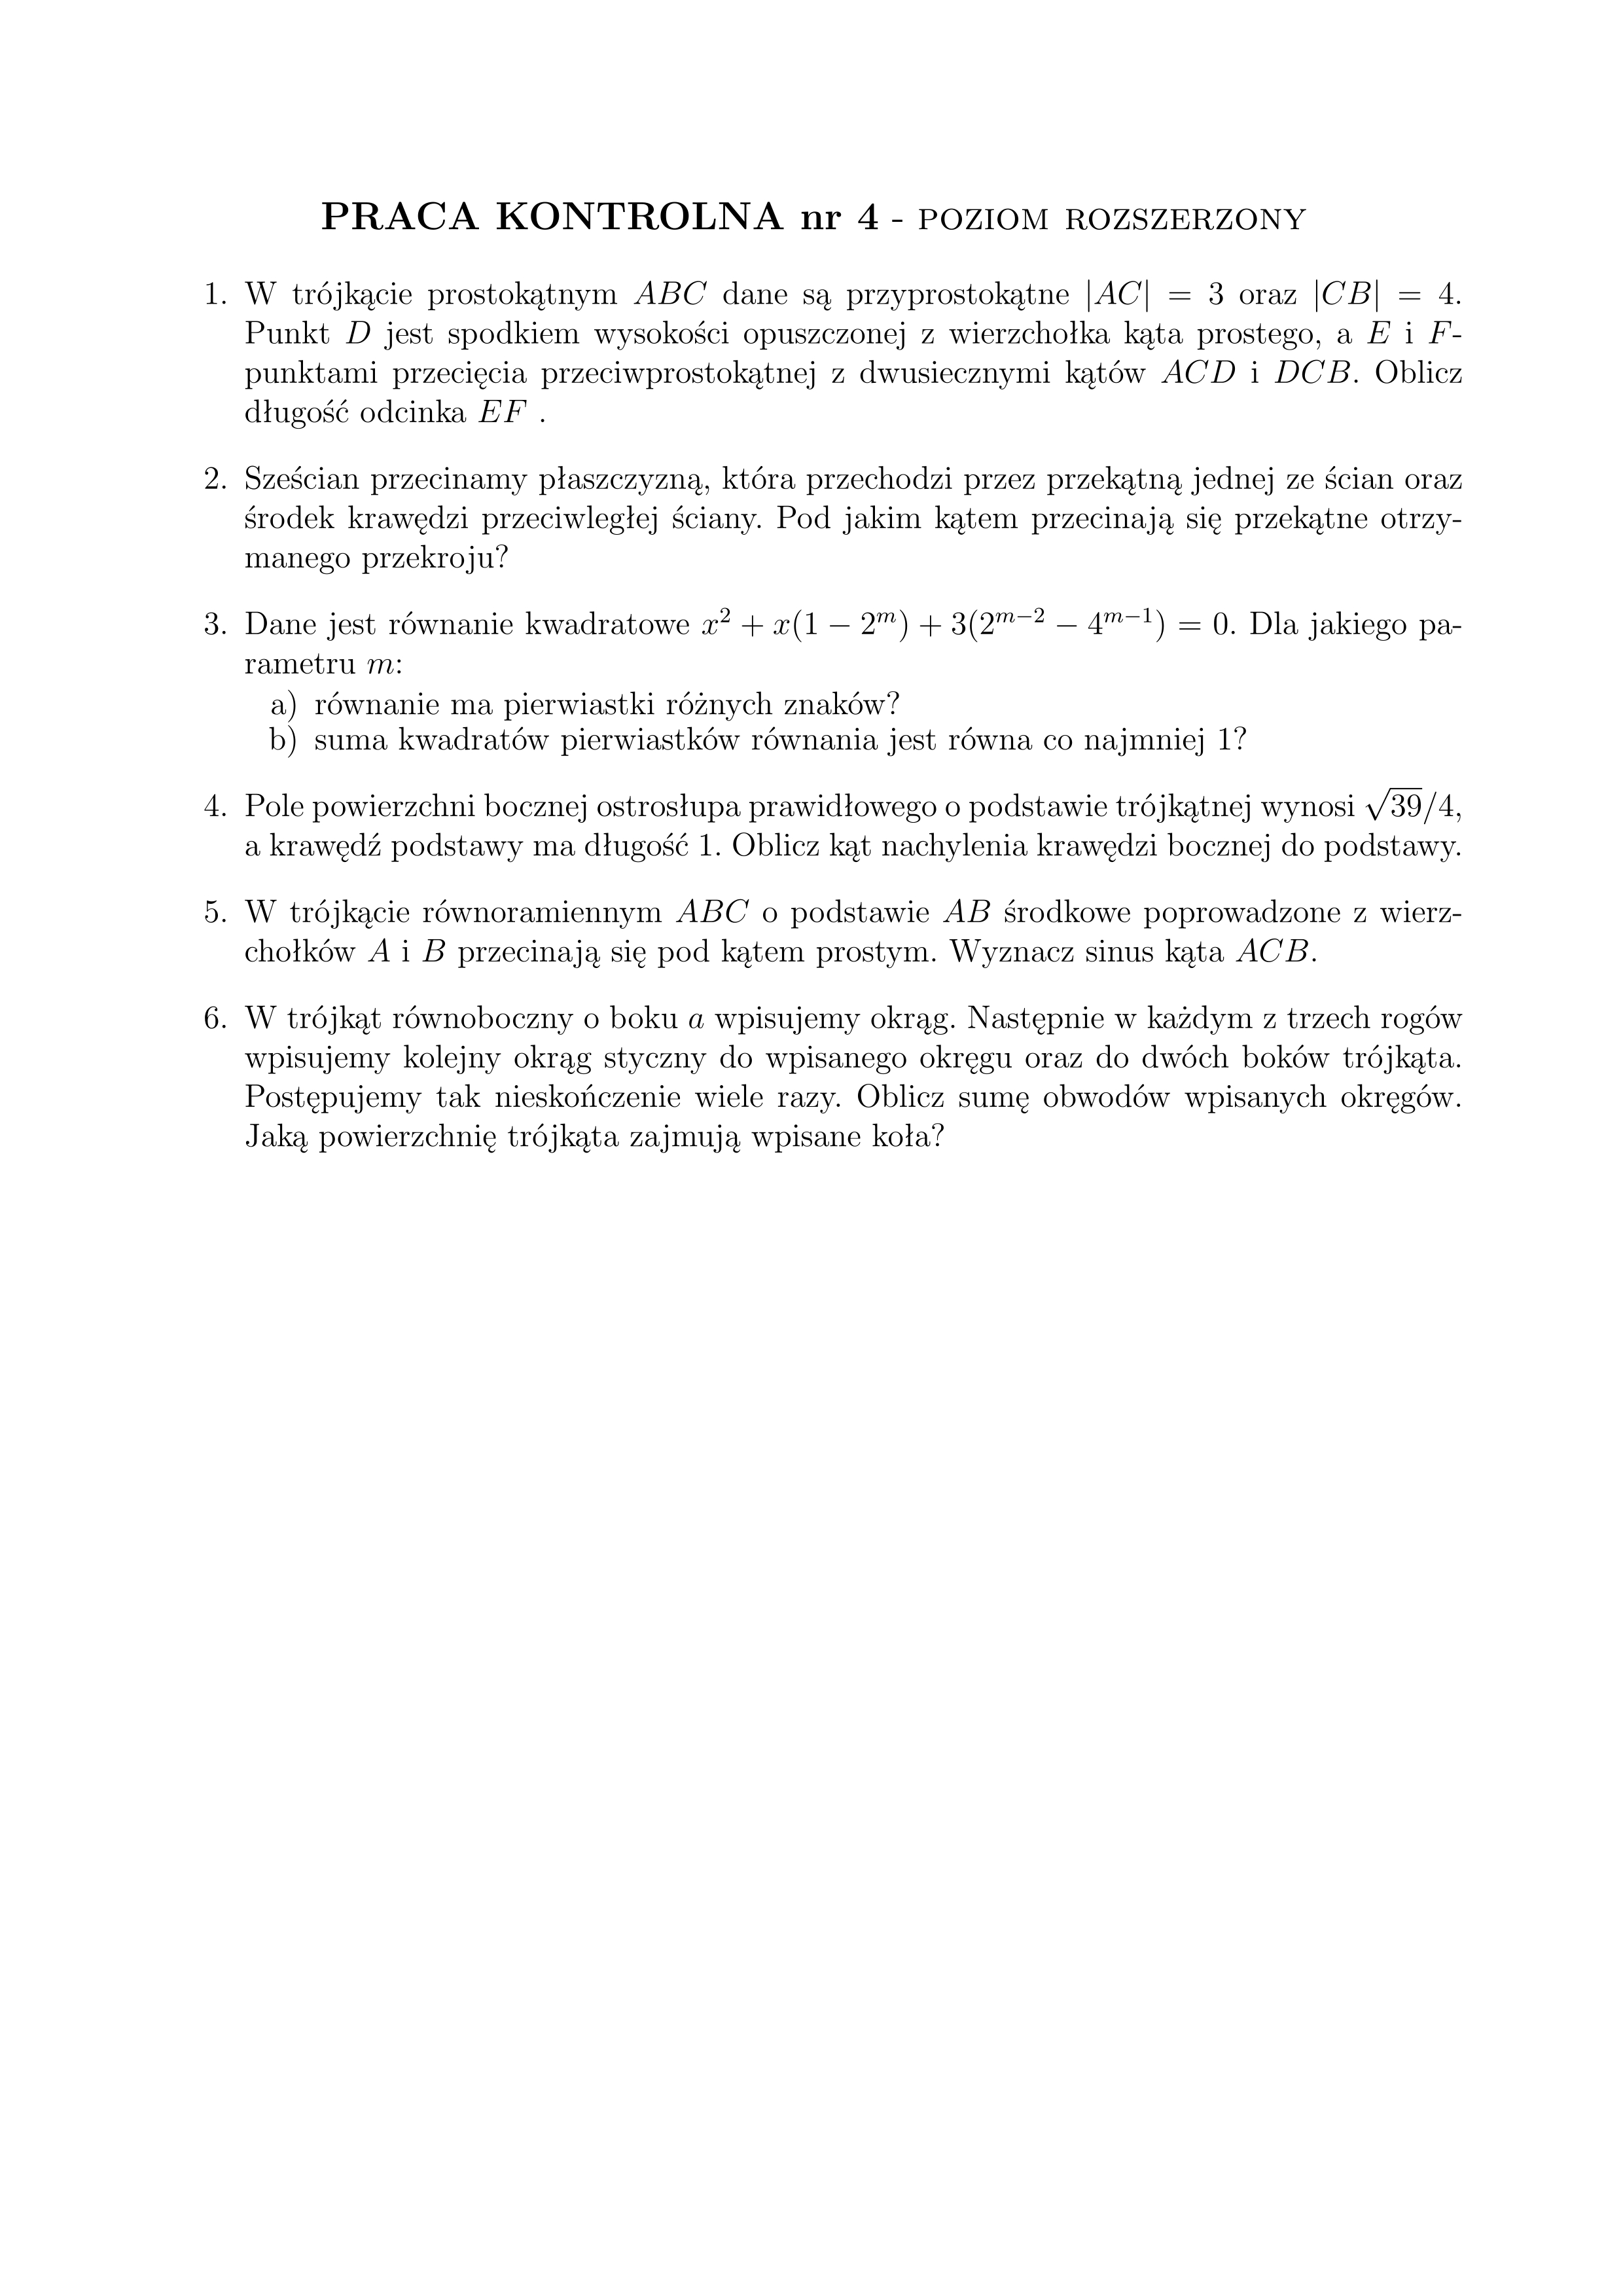 PRACA KONTROLNA nr 4 - POZIOM ROZSZERZONY
1. W trójkącie prostokątnym ABC dane są przyprostokątne |AC| = 3 oraz |CB| = 4.
Punkt D jest spodkiem wysokości opuszczonej z wierzchołka kąta prostego, a E i F-
punktami przecięcia przeciwprostokątnej z dwusiecznymi kątów ACD i DCB. Oblicz
długość odcinka EF .
2. Sześcian przecinamy płaszczyzną, która przechodzi przez przekątną jednej ze ścian oraz
środek krawędzi przeciwległej ściany. Pod jakim kątem przecinają się przekątne otrzy-
manego przekroju?
3. Dane jest równanie kwadratowe x² + x(1 − 2^m) + 3(2^{m−2} − 4^{m−1}) = 0. Dla jakiego pa-
rametru m:
a) równanie ma pierwiastki różnych znaków?
b) suma kwadratów pierwiastków równania jest równa co najmniej 1?
4. Pole powierzchni bocznej ostrosłupa prawidłowego o podstawie trójkątnej wynosi √39/4,
a krawędź podstawy ma długość 1. Oblicz kąt nachylenia krawędzi bocznej do podstawy.
5. W trójkącie równoramiennym ABC o podstawie AB środkowe poprowadzone z wierz-
chołków A i B przecinają się pod kątem prostym. Wyznacz sinus kąta ACB.
6. W trójkąt równoboczny o boku a wpisujemy okrąg. Następnie w każdym z trzech rogów
wpisujemy kolejny okrąg styczny do wpisanego okręgu oraz do dwóch boków trójkąta.
Postępujemy tak nieskończenie wiele razy. Oblicz sumę obwodów wpisanych okręgów.
Jaką powierzchnię trójkąta zajmują wpisane koła?